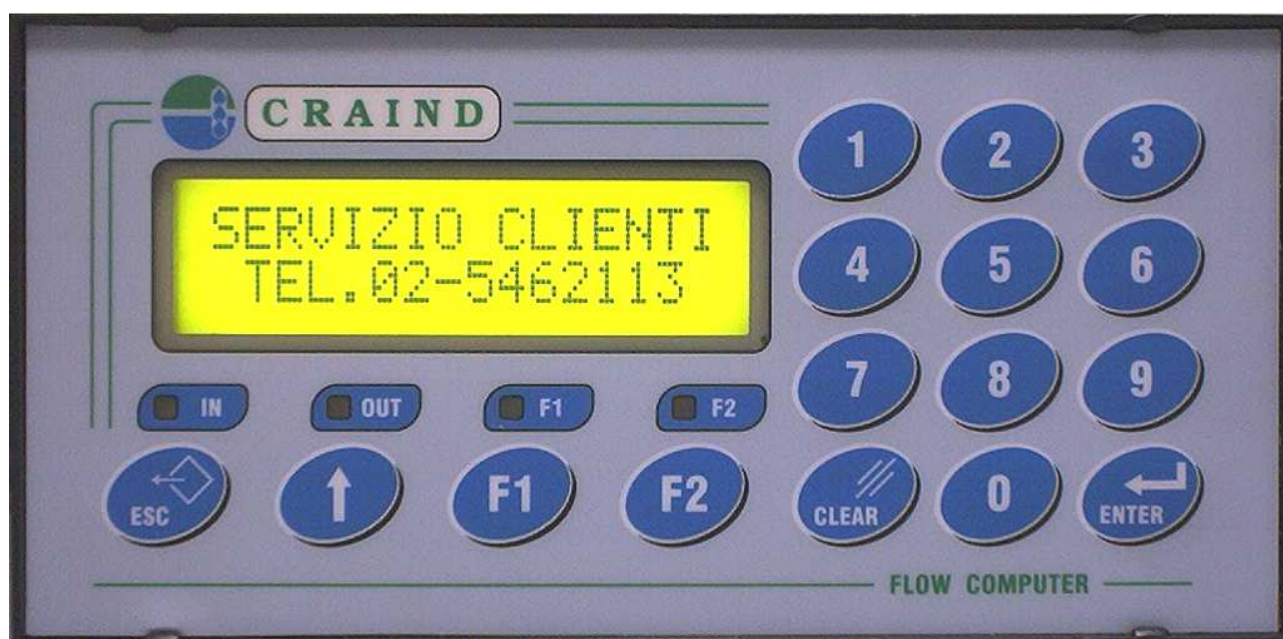 CRAIND
SERVIZIO CLIENTI
TEL.02-5462113
1 2 3
4 5 6
7 8 9
IN OUT F1 F2
ESC F1 F2 CLEAR 0 ENTER
FLOW COMPUTER